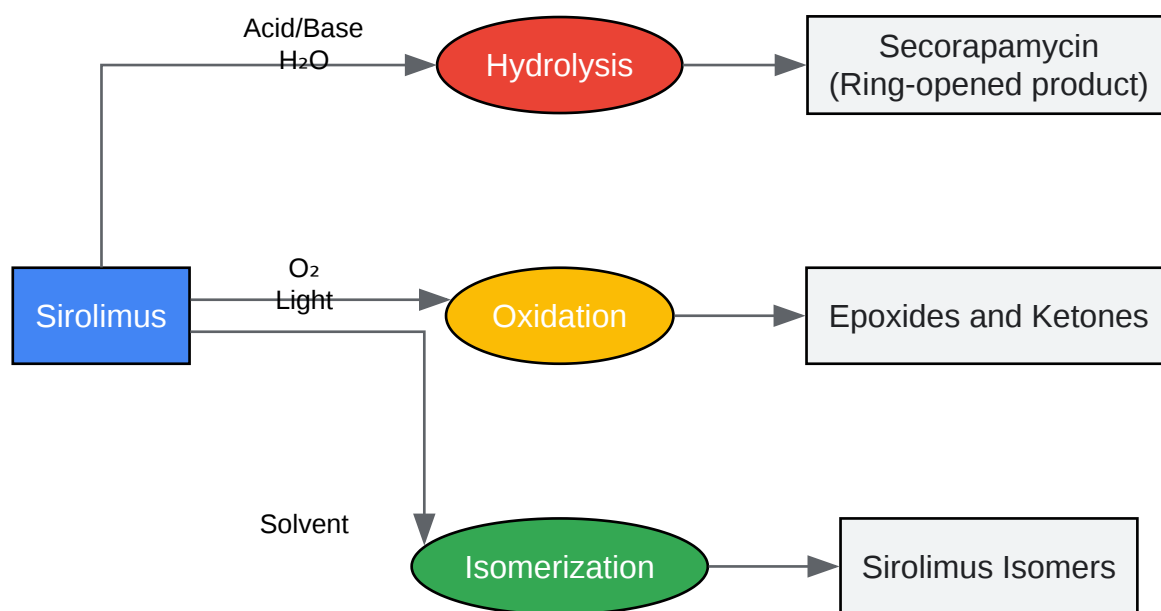 Acid/Base
H₂O
Hydrolysis
Secorapamycin
(Ring-opened product)
Sirolimus
O₂
Light
Oxidation
Epoxides and Ketones
Solvent
Isomerization
Sirolimus Isomers